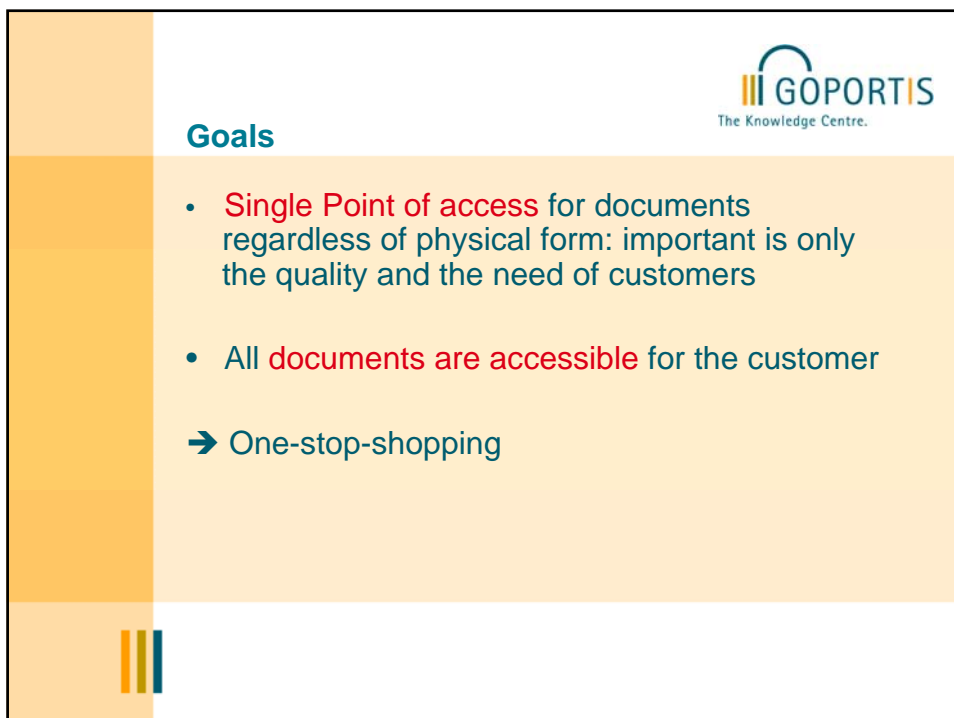 GOPORTIS
The Knowledge Centre.
Goals
• Single Point of access for documents
regardless of physical form: important is only
the quality and the need of customers
• All documents are accessible for the customer
➔ One-stop-shopping